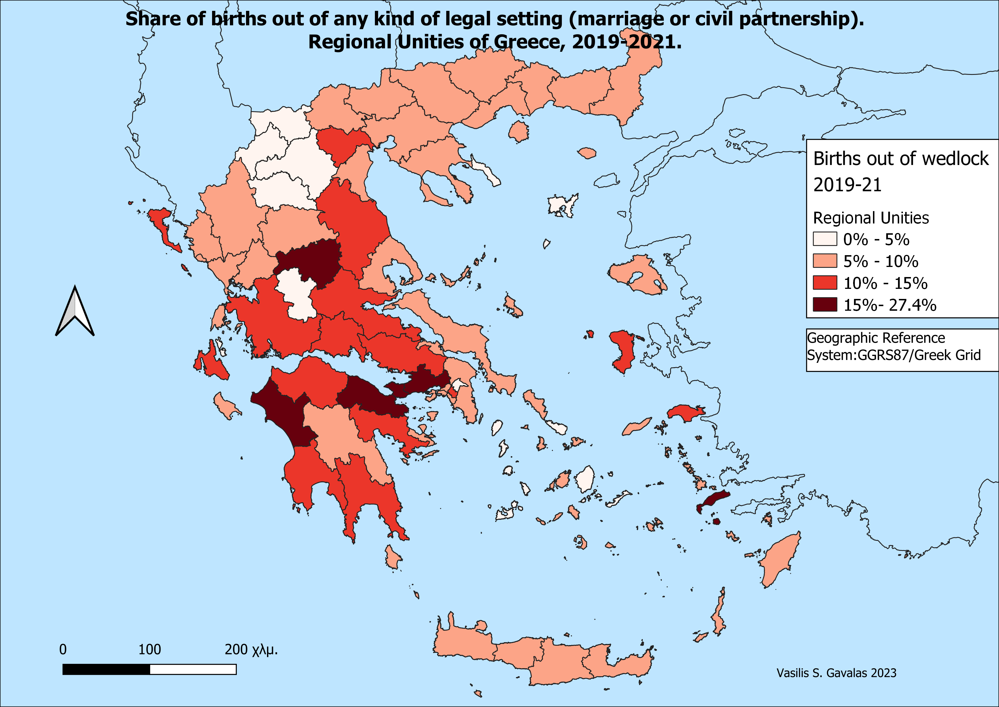 Share of births out of any kind of legal setting (marriage or civil partnership).
Regional Unities of Greece, 2019-2021.
Births out of wedlock
2019-21
Regional Unities
0% - 5%
5% - 10%
10% - 15%
15%- 27.4%
Geographic Reference
System:GGRS87/Greek Grid
0 100 200 χλμ.
Vasilis S. Gavalas 2023